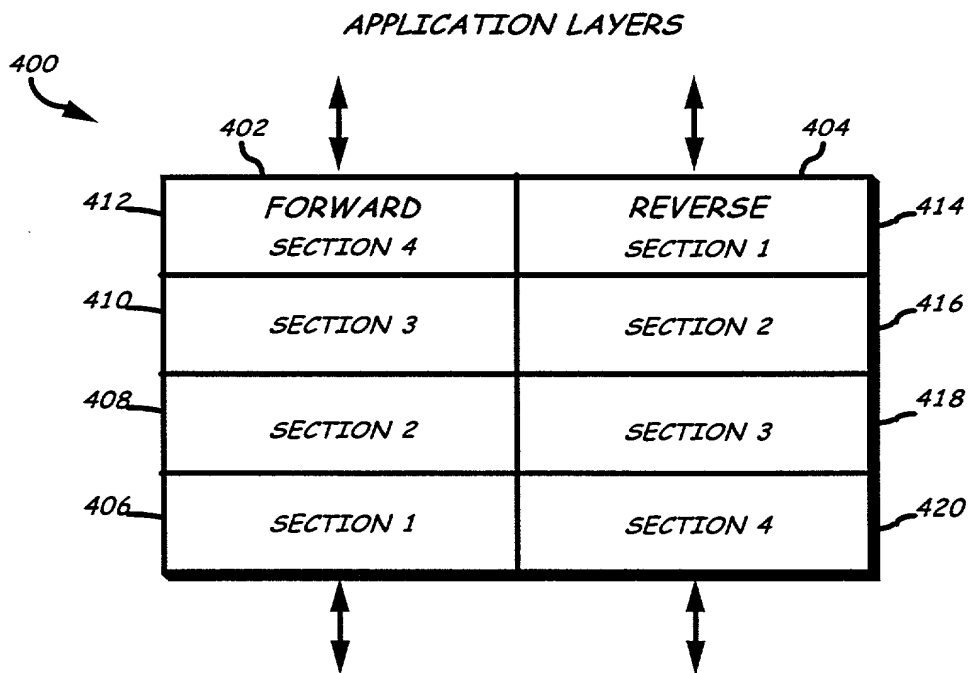 APPLICATION LAYERS
400
402
404
412
FORWARD
REVERSE
414
SECTION 4
SECTION 1
410
SECTION 3
SECTION 2
416
408
SECTION 2
SECTION 3
418
406
SECTION 1
SECTION 4
420